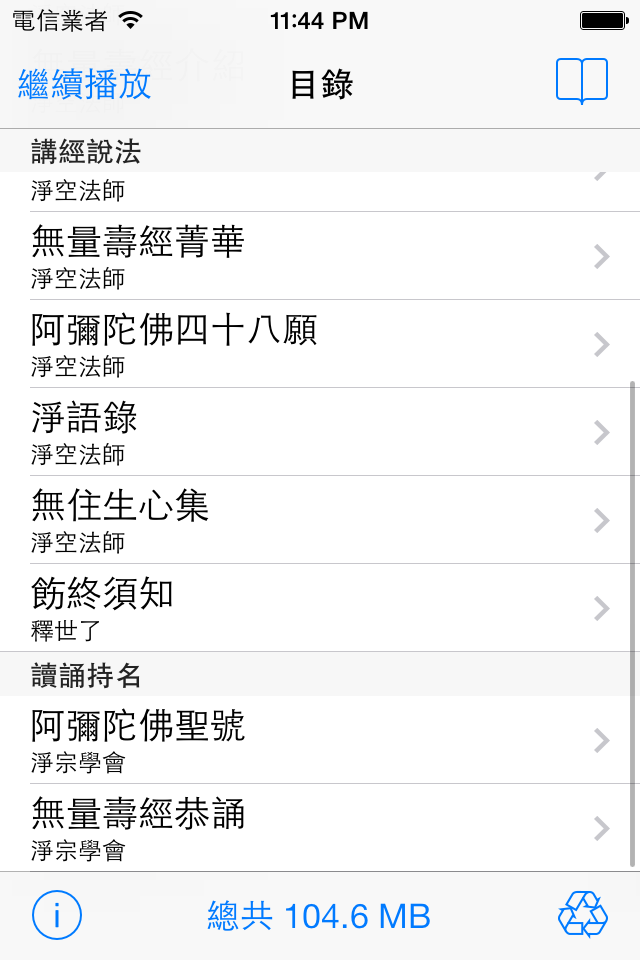 電信業者 11:44 PM
繼續播放 目錄
講經說法
淨空法師
無量壽經菁華
淨空法師
阿彌陀佛四十八願
淨空法師
淨語錄
淨空法師
無住生心集
淨空法師
飭終須知
釋世了
讀誦持名
阿彌陀佛聖號
淨宗學會
無量壽經恭誦
淨宗學會
總共 104.6 MB